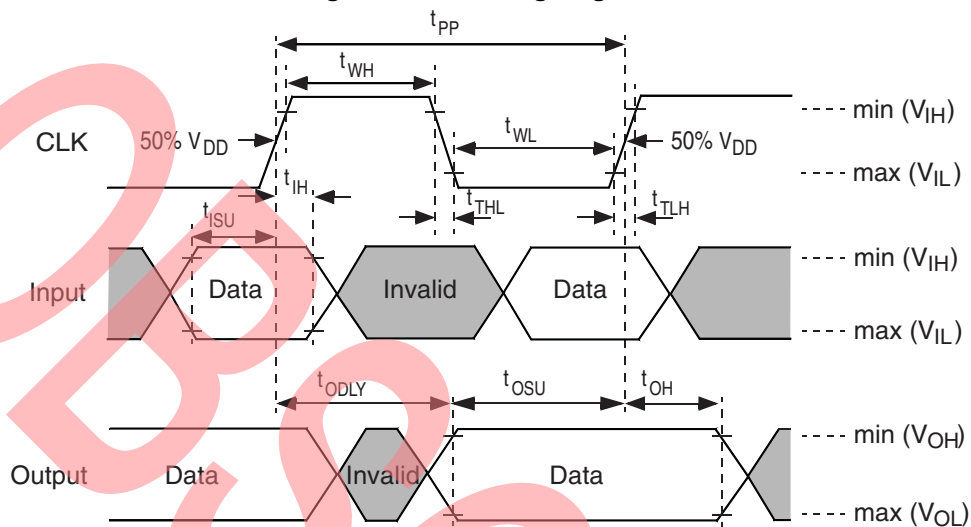 tPP
tWH
CLK
50% VDD
tWL
50% VDD
min (VIH)
max (VIL)
tIH
tTHL
tTLH
tISU
Input
Data
Invalid
Data
min (VIH)
max (VIL)
tODLY
tOSU
tOH
Output
Data
Invalid
Data
min (VOH)
max (VOL)